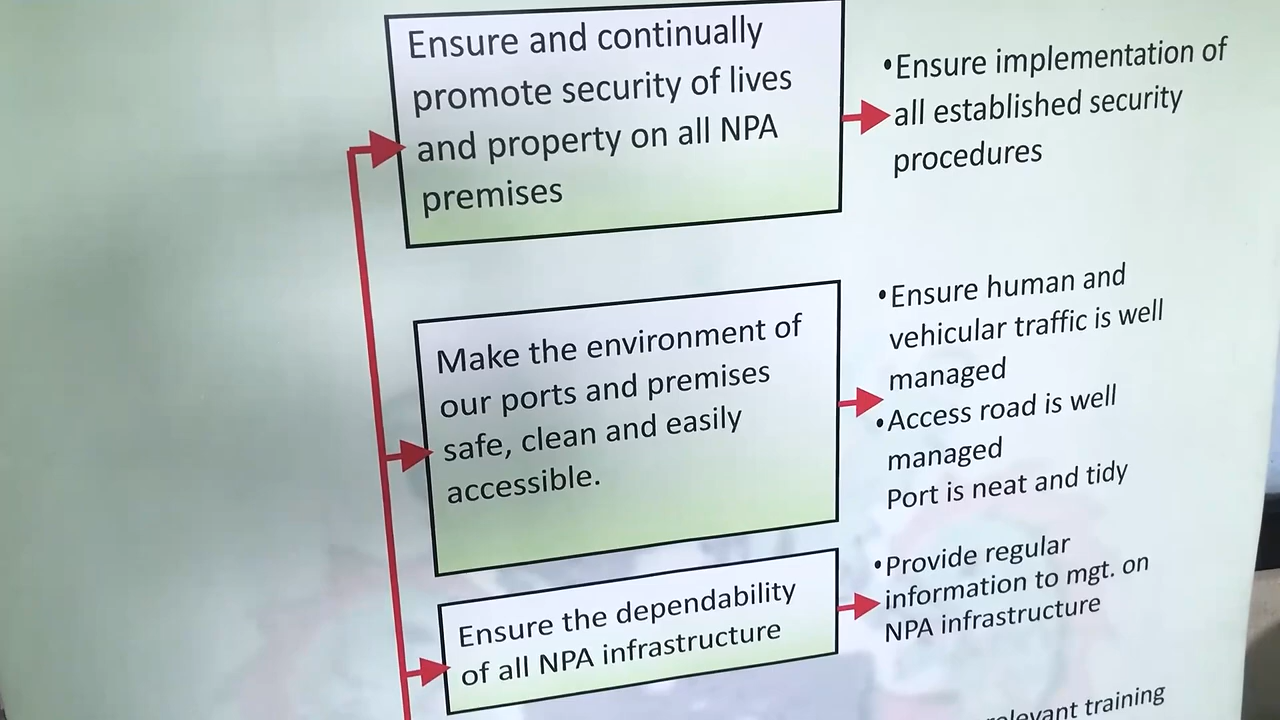 Ensure and continually
promote security of lives
and property on all NPA
premises
•Ensure implementation of
all established security
procedures
Make the environment of
our ports and premises
safe, clean and easily
accessible.
•Ensure human and
vehicular traffic is well
managed
•Access road is well
managed
Port is neat and tidy
Ensure the dependability
of all NPA infrastructure
•Provide regular
information to mgt. on
NPA infrastructure
training